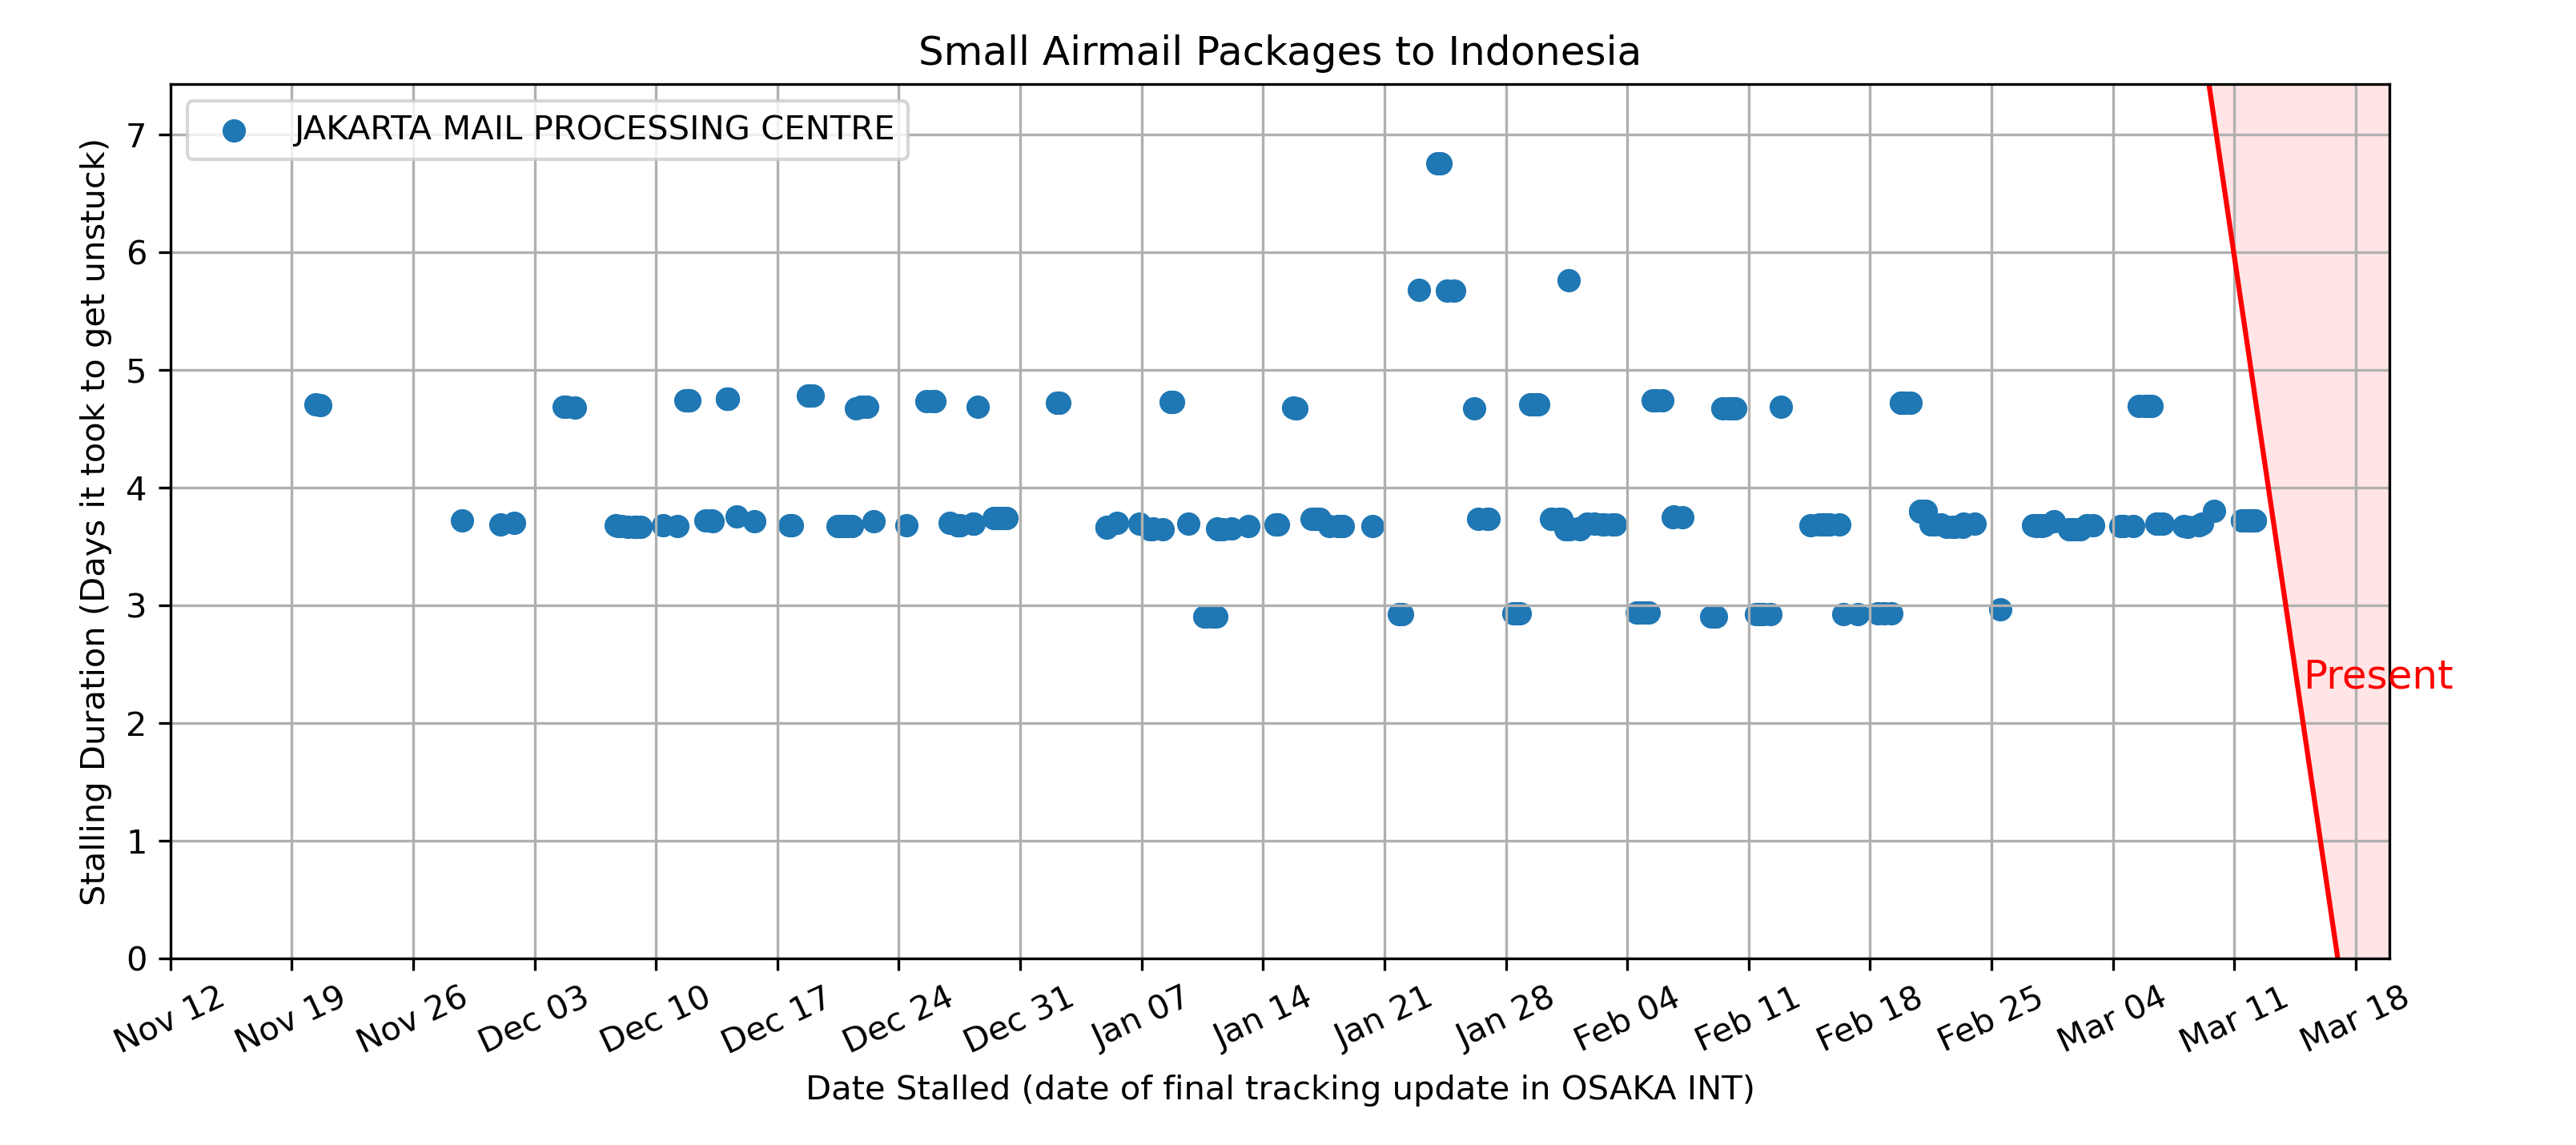 Small Airmail Packages to Indonesia
JAKARTA MAIL PROCESSING CENTRE
Stalling Duration (Days it took to get unstuck)
7
6
5
4
3
2
1
0
Present
Nov 12
Nov 19
Nov 26
Dec 03
Dec 10
Dec 17
Dec 24
Dec 31
Jan 07
Jan 14
Jan 21
Jan 28
Feb 04
Feb 11
Feb 18
Feb 25
Mar 04
Mar 11
Mar 18
Date Stalled (date of final tracking update in OSAKA INT)